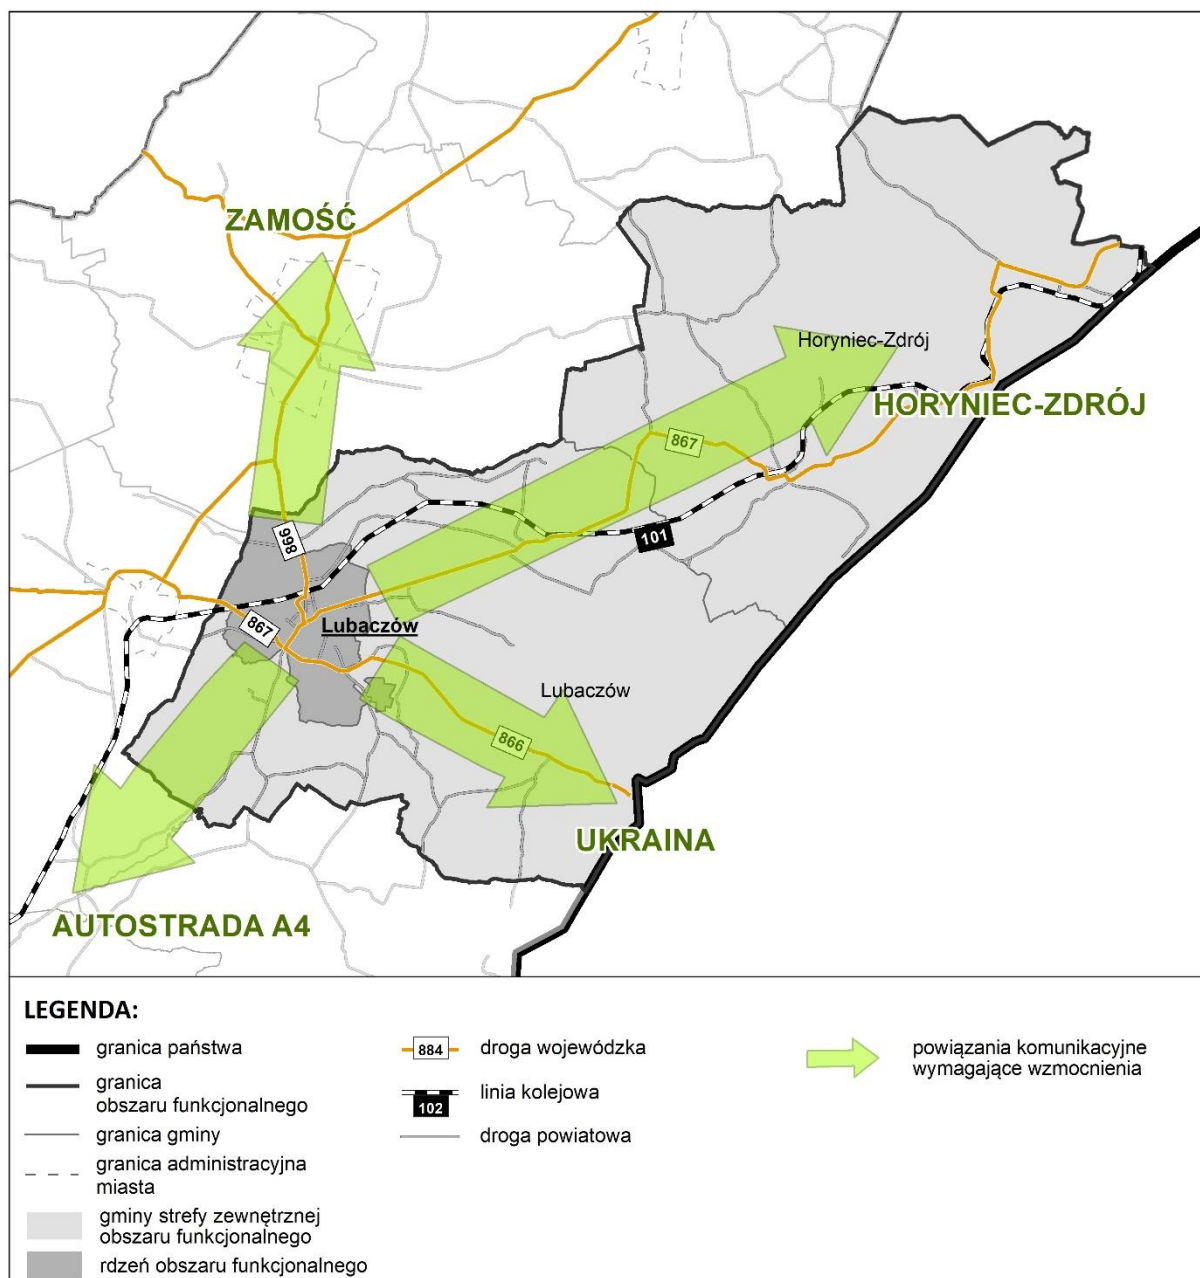 ZAMOŚĆ
Horyniec-Zdrój
HORYNIEC-ZDRÓJ
867
866
101
867
Lubaczów
Lubaczów
866
UKRAINA
AUTOSTRADA A4
LEGENDA:
granica państwa
granica
obszaru funkcjonalnego
granica gminy
granica administracyjna
miasta
gminy strefy zewnętrznej
obszaru funkcjonalnego
rdzeń obszaru funkcjonalnego
884 droga wojewódzka
linia kolejowa
102
droga powiatowa
powiązania komunikacyjne
wymagające wzmocnienia